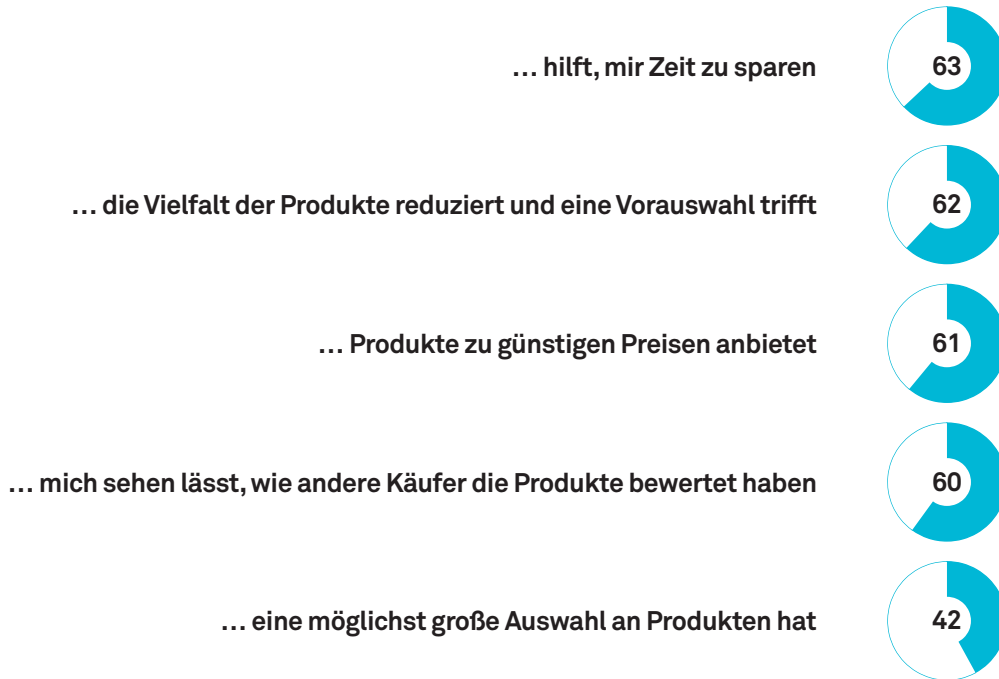 … hilft, mir Zeit zu sparen 63
… die Vielfalt der Produkte reduziert und eine Vorauswahl trifft 62
… Produkte zu günstigen Preisen anbietet 61
… mich sehen lässt, wie andere Käufer die Produkte bewertet haben 60
… eine möglichst große Auswahl an Produkten hat 42